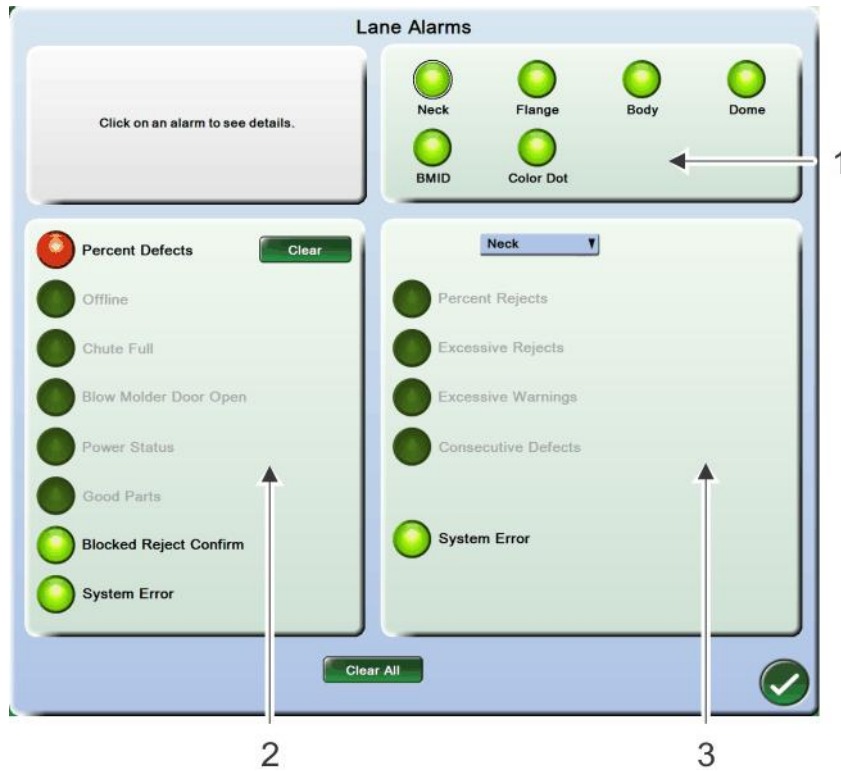 Lane Alarms
Click on an alarm to see details.
Neck Flange Body Dome
BMID Color Dot
1
Percent Defects Clear
Offline
Chute Full
Blow Molder Door Open
Power Status
Good Parts
Blocked Reject Confirm
System Error
Neck
Percent Rejects
Excessive Rejects
Excessive Warnings
Consecutive Defects
System Error
Clear All
2 3